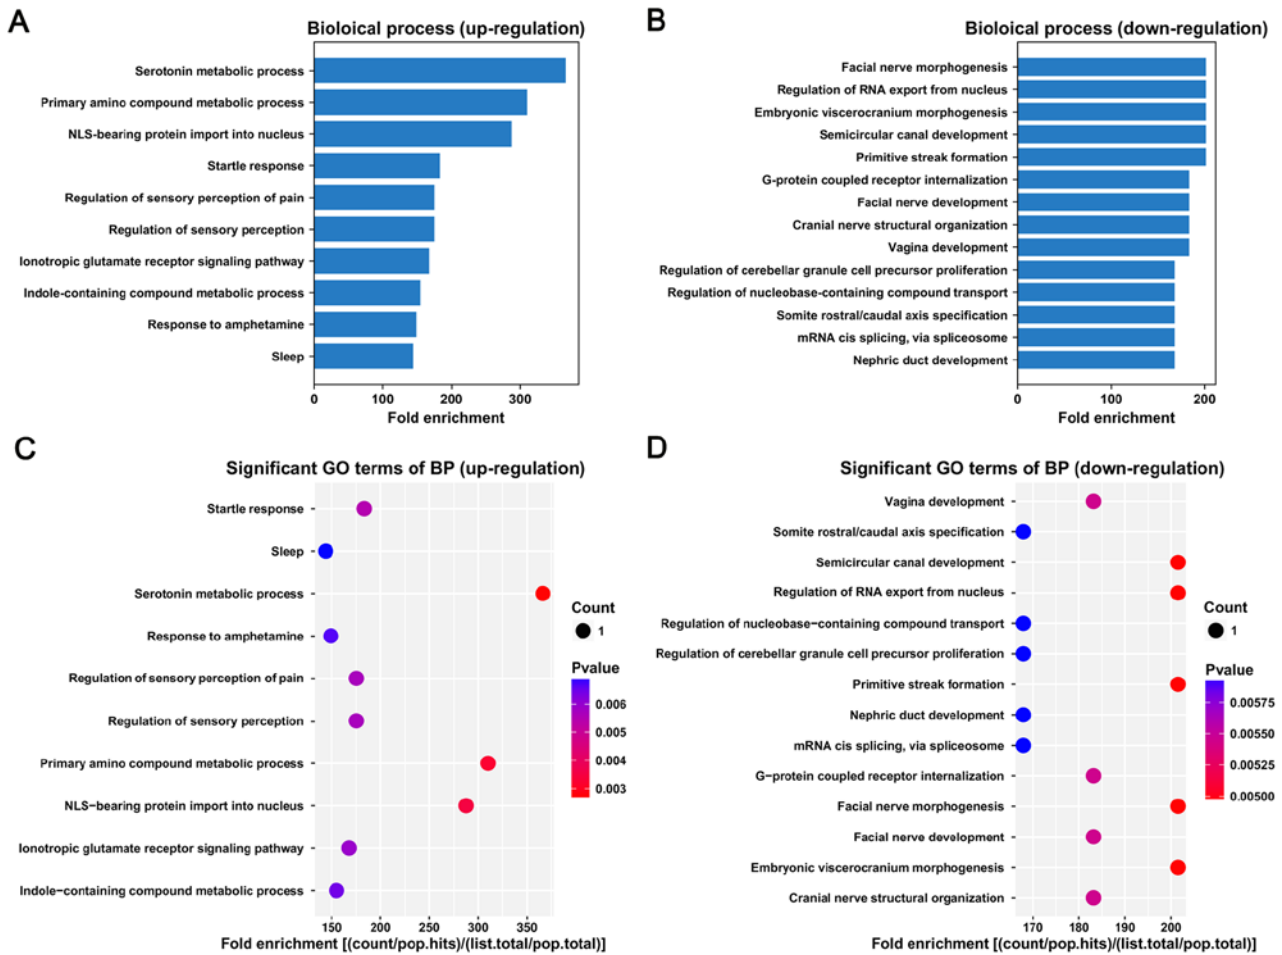 A
Bioloical process (up-regulation)
Serotonin metabolic process
Primary amino compound metabolic process
NLS-bearing protein import into nucleus
Startle response
Regulation of sensory perception of pain
Regulation of sensory perception
Ionotropic glutamate receptor signaling pathway
Indole-containing compound metabolic process
Response to amphetamine
Sleep
0 100 200 300
Fold enrichment
B
Bioloical process (down-regulation)
Facial nerve morphogenesis
Regulation of RNA export from nucleus
Embryonic viscerocranium morphogenesis
Semicircular canal development
Primitive streak formation
G-protein coupled receptor internalization
Facial nerve development
Cranial nerve structural organization
Vagina development
Regulation of cerebellar granule cell precursor proliferation
Regulation of nucleobase-containing compound transport
Somite rostral/caudal axis specification
mRNA cis splicing, via spliceosome
Nephric duct development
0 100 200
Fold enrichment
C
Significant GO terms of BP (up-regulation)
Startle response
Sleep
Serotonin metabolic process
Response to amphetamine
Regulation of sensory perception of pain
Regulation of sensory perception
Primary amino compound metabolic process
NLS−bearing protein import into nucleus
Ionotropic glutamate receptor signaling pathway
Indole−containing compound metabolic process
150 200 250 300 350
Fold enrichment [(count/pop.hits)/(list.total/pop.total)]
Count
1
Pvalue
0.006
0.005
0.004
0.003
D
Significant GO terms of BP (down-regulation)
Vagina development
Somite rostral/caudal axis specification
Semicircular canal development
Regulation of RNA export from nucleus
Regulation of nucleobase−containing compound transport
Regulation of cerebellar granule cell precursor proliferation
Primitive streak formation
Nephric duct development
mRNA cis splicing, via spliceosome
G−protein coupled receptor internalization
Facial nerve morphogenesis
Facial nerve development
Embryonic viscerocranium morphogenesis
Cranial nerve structural organization
170 180 190 200
Fold enrichment [(count/pop.hits)/(list.total/pop.total)]
Count
1
Pvalue
0.00575
0.00550
0.00525
0.00500